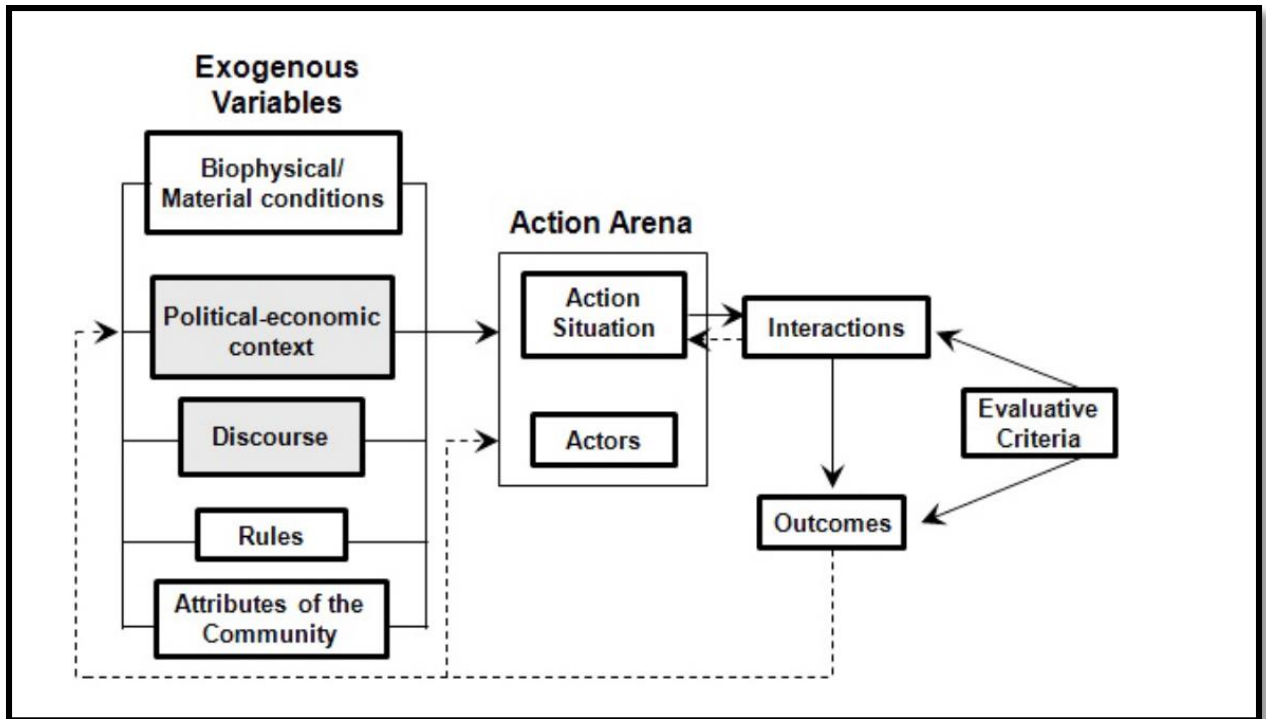 Exogenous
Variables
Biophysical/
Material conditions
Political-economic
context
Discourse
Rules
Attributes of the
Community
Action Arena
Action
Situation
Actors
Interactions
Outcomes
Evaluative
Criteria